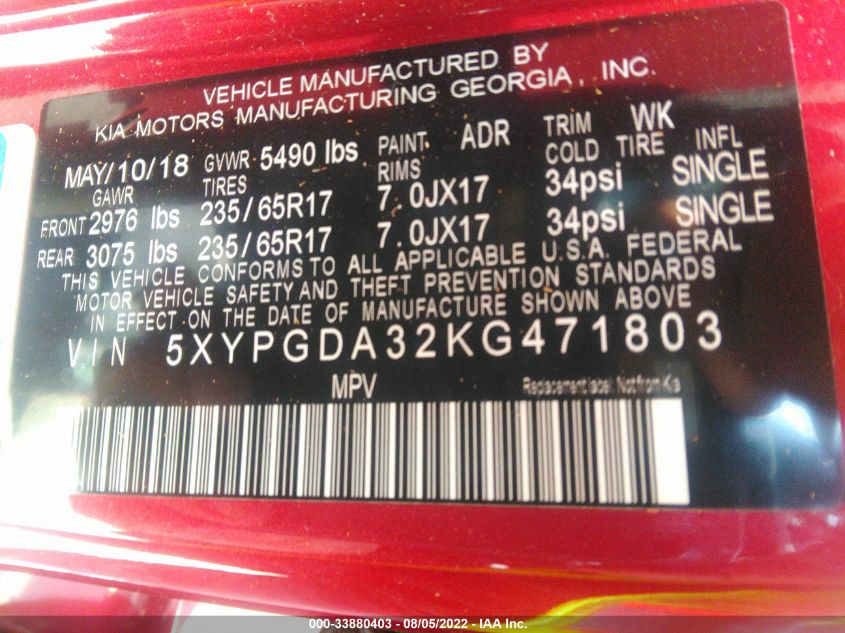 VEHICLE MANUFACTURED BY
KIA MOTORS MANUFACTURING GEORGIA, INC.
MAY/10/18 GVWR 5490 lbs PAINT ADR TRIM WK
GAWR TIRES RIMS COLD TIRE INFL
FRONT 2976 lbs 235/65R17 7.0JX17 34psi SINGLE
REAR 3075 lbs 235/65R17 7.0JX17 34psi SINGLE
THIS VEHICLE CONFORMS TO ALL APPLICABLE U.S.A. FEDERAL
MOTOR VEHICLE SAFETY AND THEFT PREVENTION STANDARDS
IN EFFECT ON THE DATE OF MANUFACTURE SHOWN ABOVE
VIN 5XYPGDA32KG471803
MPV Replacement label. Not from Kia
000-33880403 - 08/05/2022 - IAA Inc.